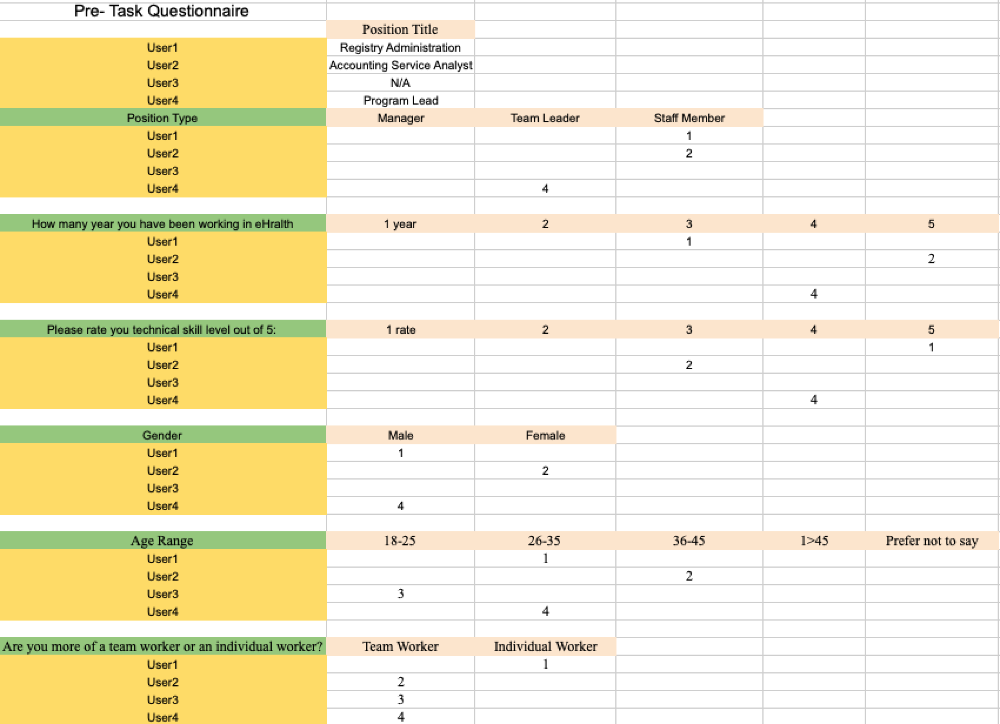 Pre- Task Questionnaire
Position Title
User1 Registry Administration
User2 Accounting Service Analyst
User3 N/A
User4 Program Lead
Position Type Manager Team Leader Staff Member
User1 1
User2 2
User3
User4 4
How many year you have been working in eHralth 1 year 2 3 4 5
User1 1
User2 2
User3
User4 4
Please rate you technical skill level out of 5: 1 rate 2 3 4 5
User1 1
User2 2
User3
User4 4
Gender Male Female
User1 1
User2 2
User3
User4 4
Age Range 18-25 26-35 36-45 1>45 Prefer not to say
User1 1
User2 2
User3 3
User4 4
Are you more of a team worker or an individual worker? Team Worker Individual Worker
User1 1
User2 2
User3 3
User4 4